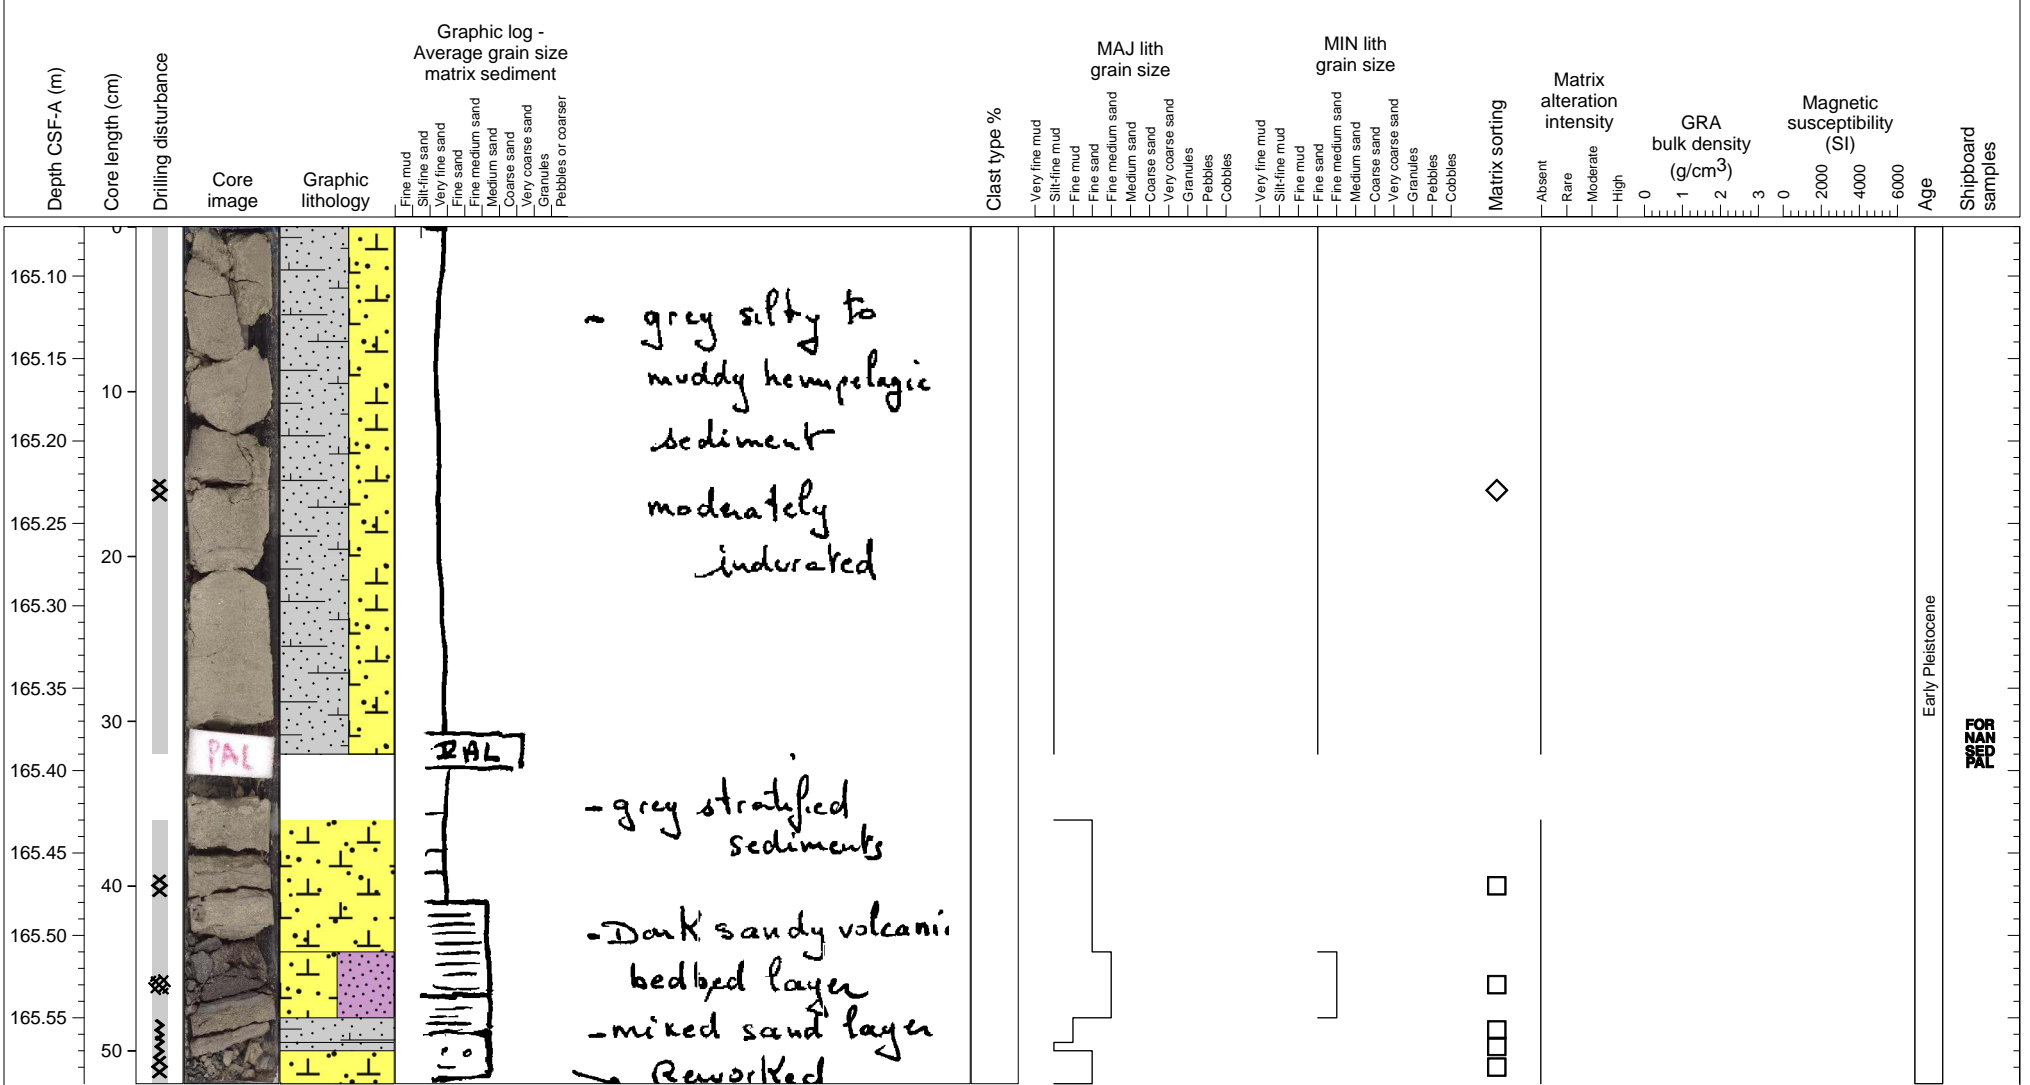 Depth CSF-A (m)
Core length (cm)
Drilling disturbance
Core
image
Graphic
lithology
Graphic log -
Average grain size
matrix sediment
Fine mud
Silt-fine sand
Very fine sand
Fine sand
Fine medium sand
Medium sand
Coarse sand
Very coarse sand
Granules
Pebbles or coarser
Clast type %
MAJ lith
grain size
Very fine mud
Silt-fine mud
Fine mud
Fine sand
Fine medium sand
Medium sand
Coarse sand
Very coarse sand
Granules
Pebbles
Cobbles
MIN lith
grain size
Very fine mud
Silt-fine mud
Fine mud
Fine sand
Fine medium sand
Medium sand
Coarse sand
Very coarse sand
Granules
Pebbles
Cobbles
Matrix sorting
Matrix
alteration
intensity
Absent
Rare
Moderate
High
GRA
bulk density
(g/cm3)
0 1 2 3
Magnetic
susceptibility
(SI)
0 2000 4000 6000
Age
Shipboard
samples
165.10
165.15
165.20
165.25
165.30
165.35
165.40
165.45
165.50
165.55
0
10
20
30
40
50
PAL
- grey silty to
muddy hemipelagic
sediment
moderately
indurated
PAL
- grey stratified
sediments
- Dark sandy volcanic
bedbed layer
- mixed sand layer
Reworked
Early Pleistocene
FOR
NAN
SED
PAL